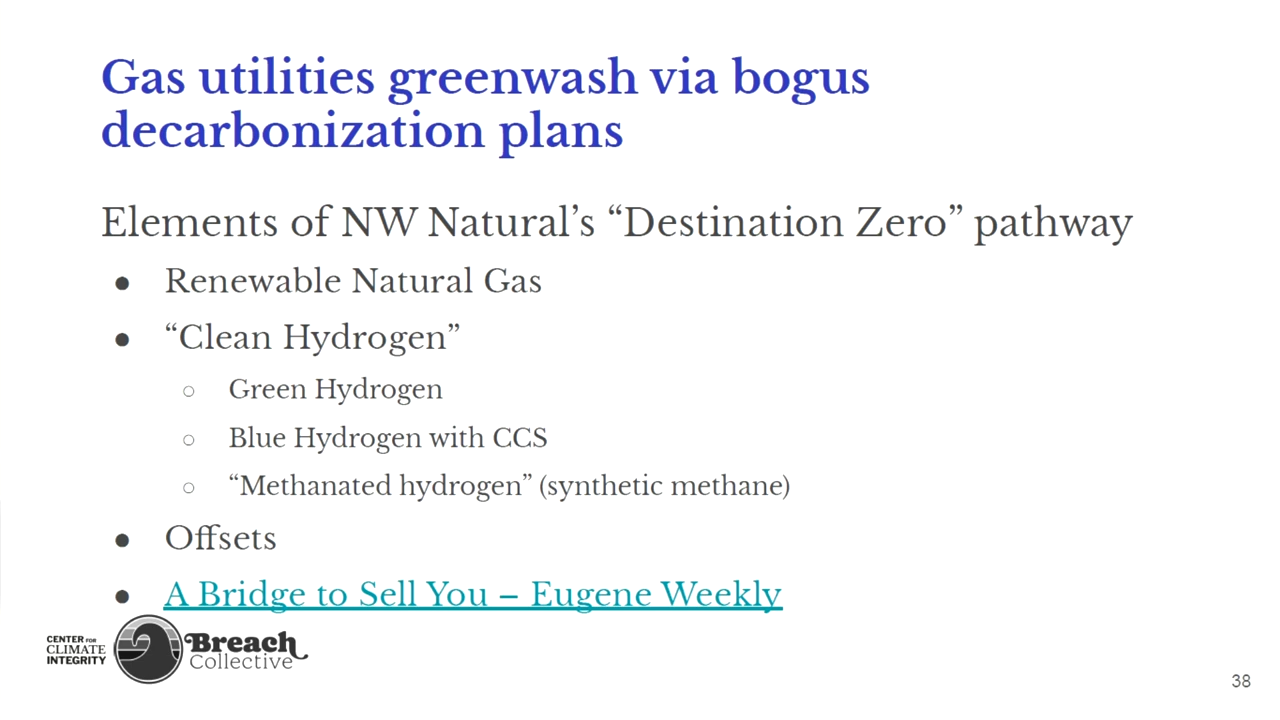 Gas utilities greenwash via bogus
decarbonization plans
Elements of NW Natural’s “Destination Zero” pathway
● Renewable Natural Gas
● “Clean Hydrogen”
○ Green Hydrogen
○ Blue Hydrogen with CCS
○ “Methanated hydrogen” (synthetic methane)
● Offsets
● A Bridge to Sell You – Eugene Weekly
CENTER FOR
CLIMATE
INTEGRITY
Breach
Collective
38